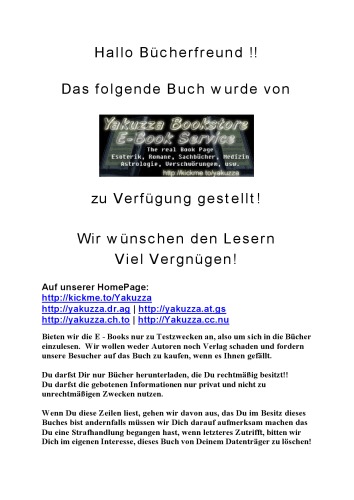 Hallo Bücherfreund !!
Das folgende Buch wurde von
Yakuzza Bookstore
E-Book Service
The real Book Page
Esoterik, Romane, Sachbücher, Medizin
Astrologie, Verschwörungen, usw.
http://kickme.to/yakuzza
zu Verfügung gestellt!
Wir wünschen den Lesern
Viel Vergnügen!
Auf unserer HomePage:
http://kickme.to/Yakuzza
http://yakuzza.dr.ag | http://yakuzza.at.gs
http://yakuzza.ch.to | http://Yakuzza.cc.nu
Bieten wir die E - Books nur zu Testzwecken an, also um sich in die Bücher
einzulesen. Wir wollen weder Autoren noch Verlag schaden und fordern
unsere Besucher auf das Buch zu kaufen, wenn es Ihnen gefällt.
Du darfst Dir nur Bücher herunterladen, die Du rechtmäßig besitzt!!
Du darfst die gebotenen Informationen nur privat und nicht zu
unrechtmäßigen Zwecken nutzen.
Wenn Du diese Zeilen liest, gehen wir davon aus, das Du im Besitz dieses
Buches bist andernfalls müssen wir Dich darauf aufmerksam machen das
Du eine Strafhandlung begangen hast, wenn letzteres Zutrifft, bitten wir
Dich im eigenen Interesse, dieses Buch von Deinem Datenträger zu löschen!